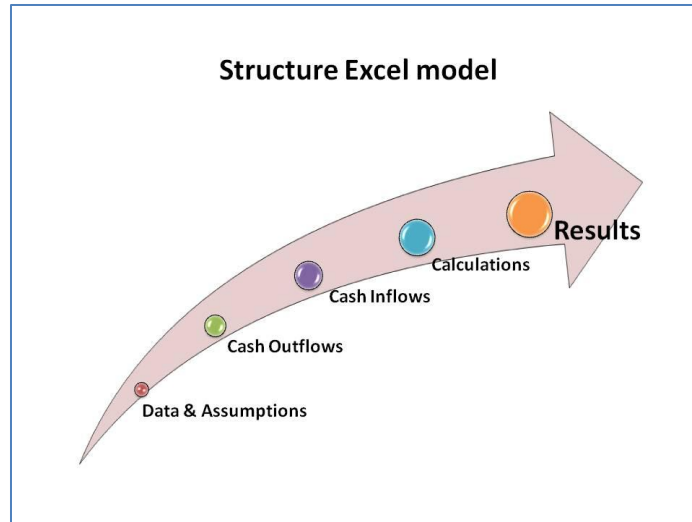 Structure Excel model
Results
Calculations
Cash Inflows
Cash Outflows
Data & Assumptions